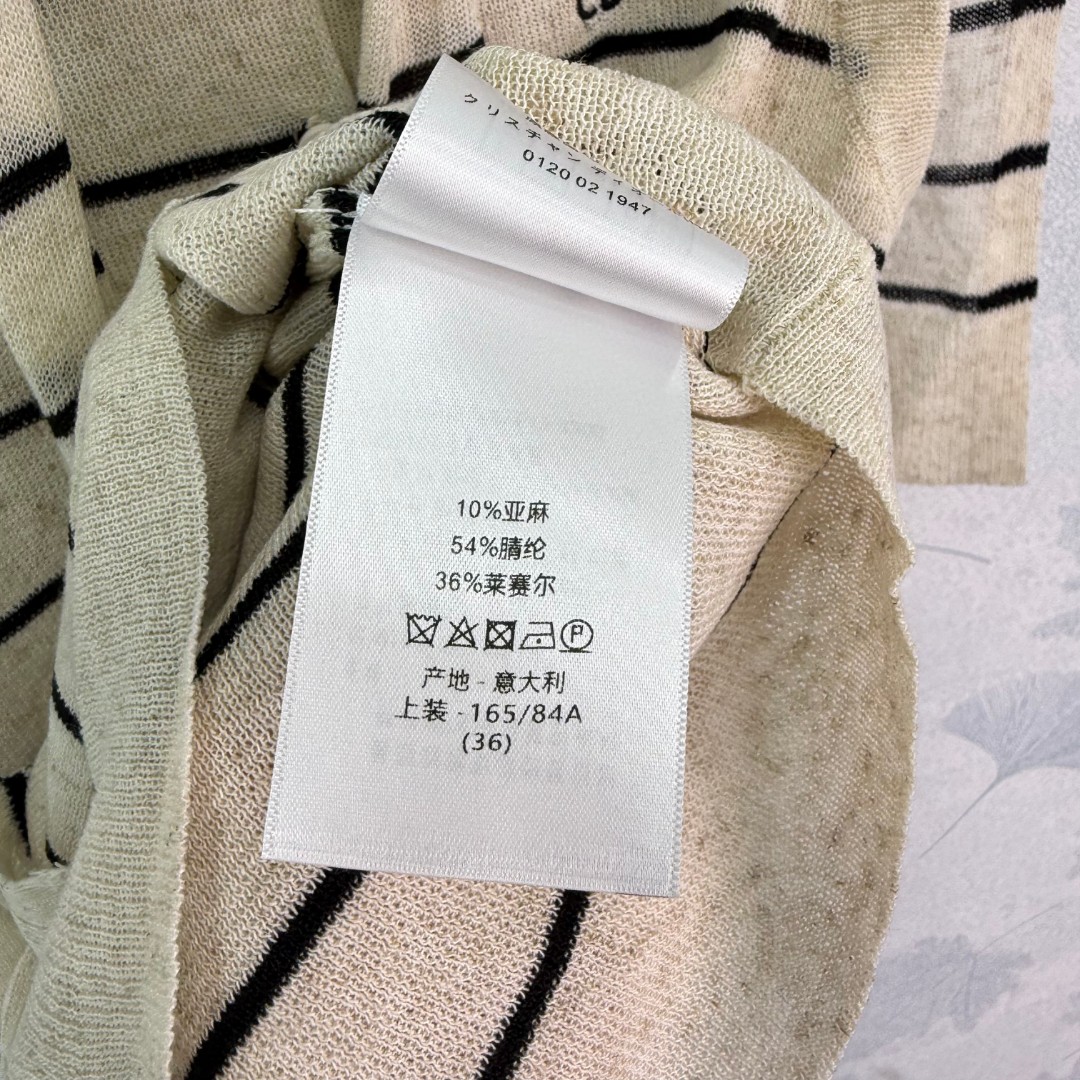 クリスチャンディオ
0120 02 1947
10%亚麻
54%腈纶
36%莱赛尔
P
产地 - 意大利
上装 -165/84A
(36)